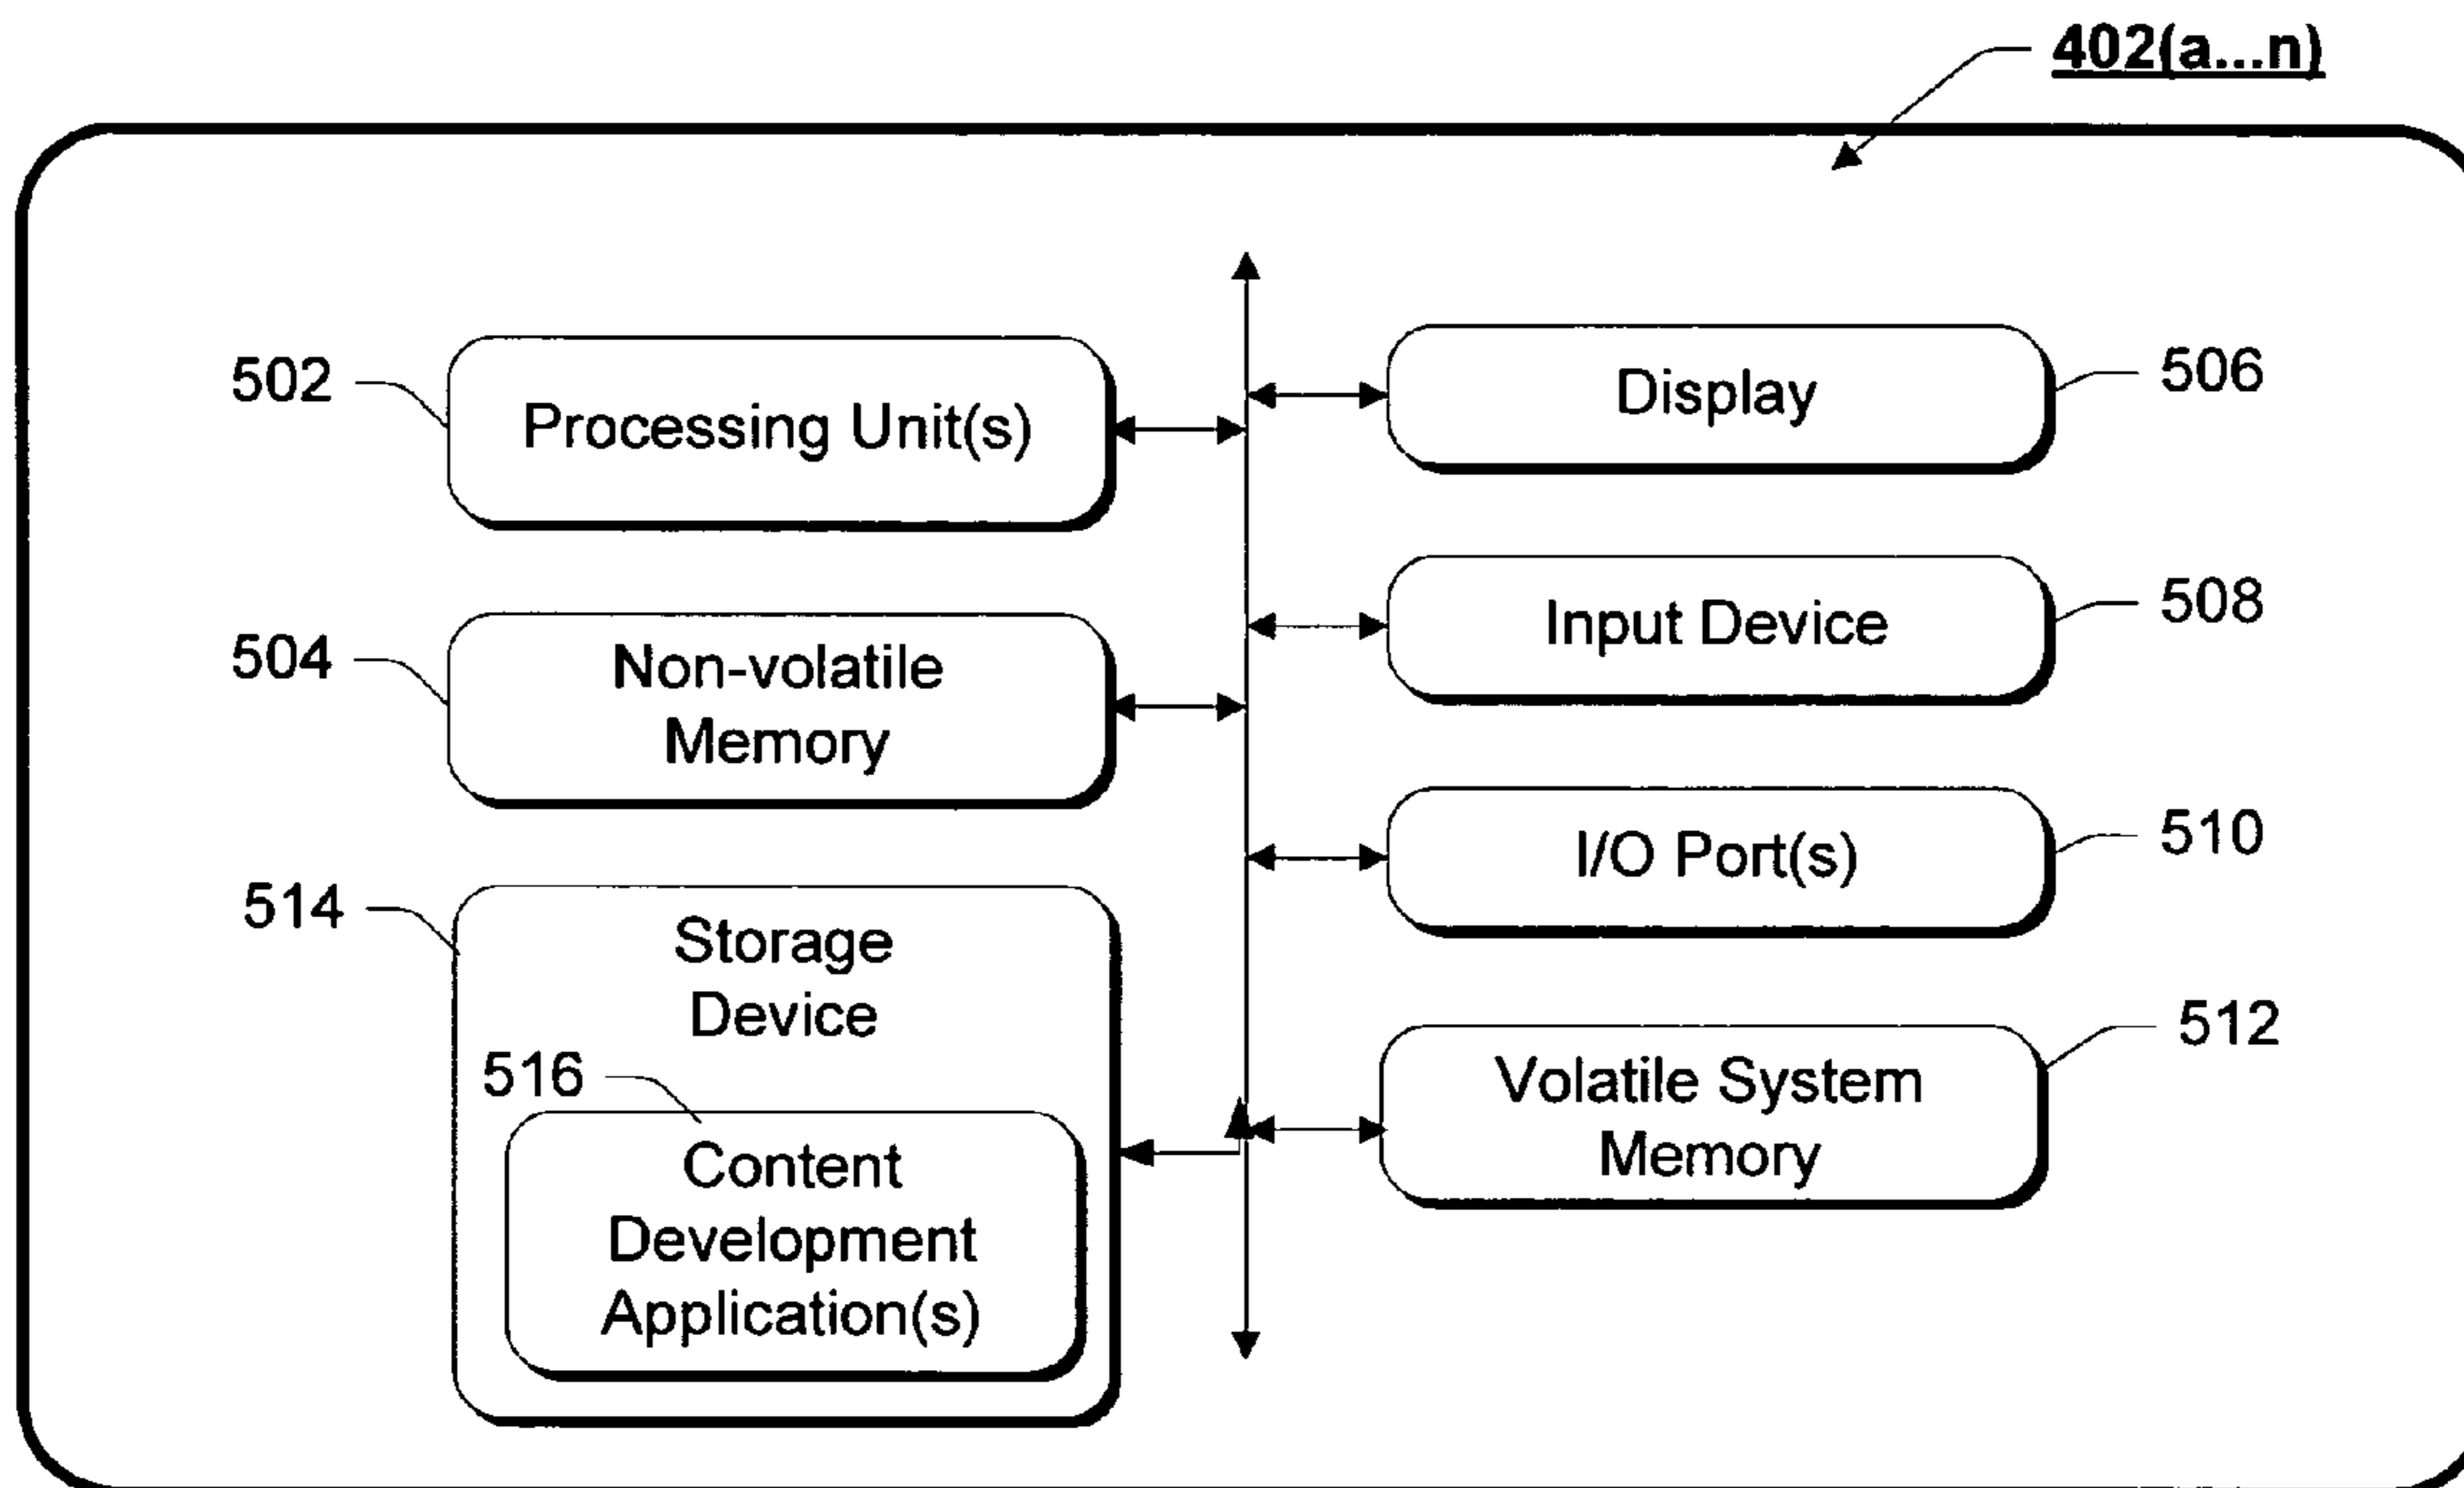 402(a...n)
502
Processing Unit(s)
Display
506
504
Non-volatile
Memory
Input Device
508
I/O Port(s)
510
514
Storage
Device
Volatile System
Memory
512
516
Content
Development
Application(s)